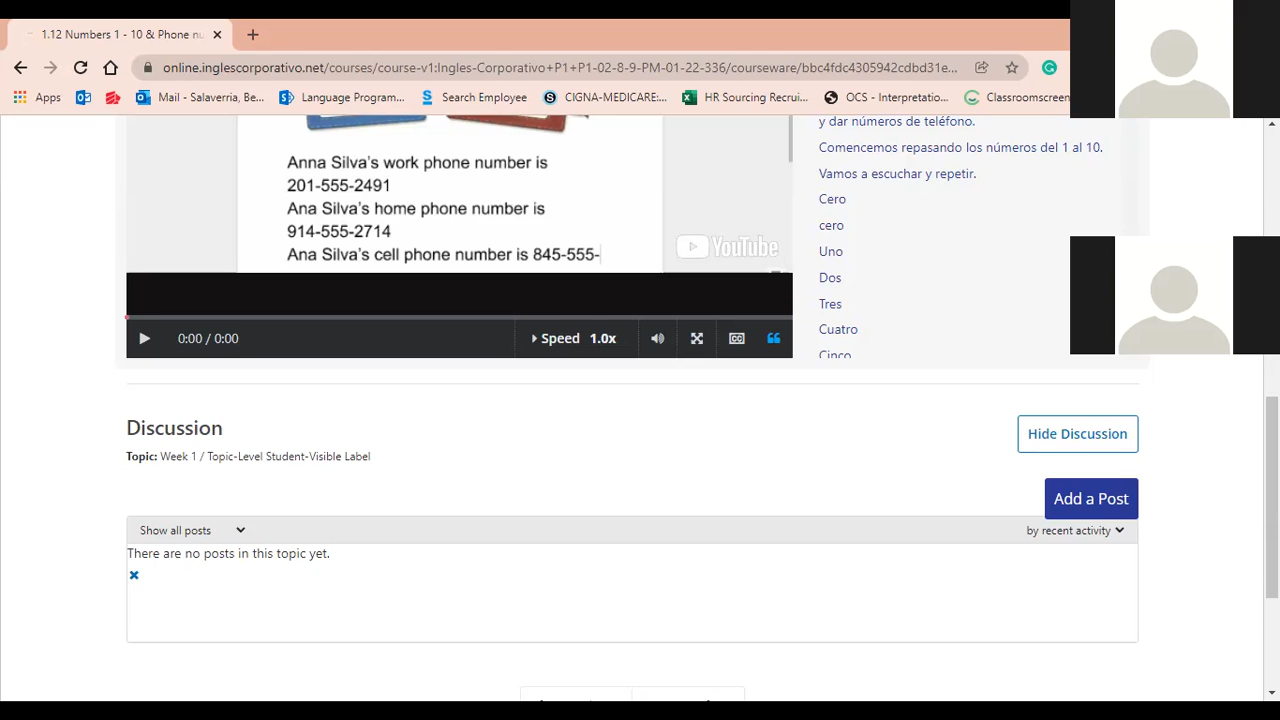 1.12 Numbers 1 - 10 & Phone nu
online.inglescorporativo.net/courses/course-v1:Ingles-Corporativo+P1+P1-02-8-9-PM-01-22-336/courseware/bbc4fdc4305942cdbd31e...
Apps Mail - Salaverria, Be... Language Program... Search Employee CIGNA-MEDICARE:... HR Sourcing Recrui... OCS - Interpretatio... Classroomscreen
Anna Silva's work phone number is
201-555-2491
Ana Silva's home phone number is
914-555-2714
Ana Silva's cell phone number is 845-555-
YouTube
0:00 / 0:00 Speed 1.0x
y dar números de teléfono.
Comencemos repasando los números del 1 al 10.
Vamos a escuchar y repetir.
Cero
cero
Uno
Dos
Tres
Cuatro
Cinco
Discussion
Hide Discussion
Topic: Week 1 / Topic-Level Student-Visible Label
Add a Post
Show all posts by recent activity
There are no posts in this topic yet.